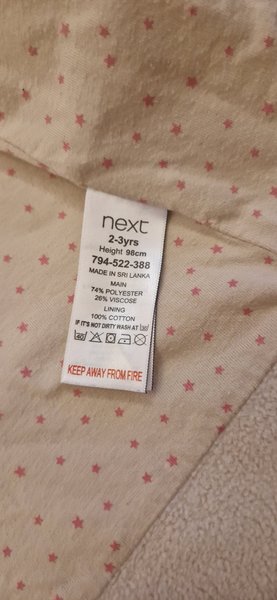 next
2-3yrs
Height 98cm
794-522-388
MADE IN SRI LANKA
MAIN
74% POLYESTER
26% VISCOSE
LINING
100% COTTON
IF IT'S NOT DIRTY WASH AT 30°
KEEP AWAY FROM FIRE